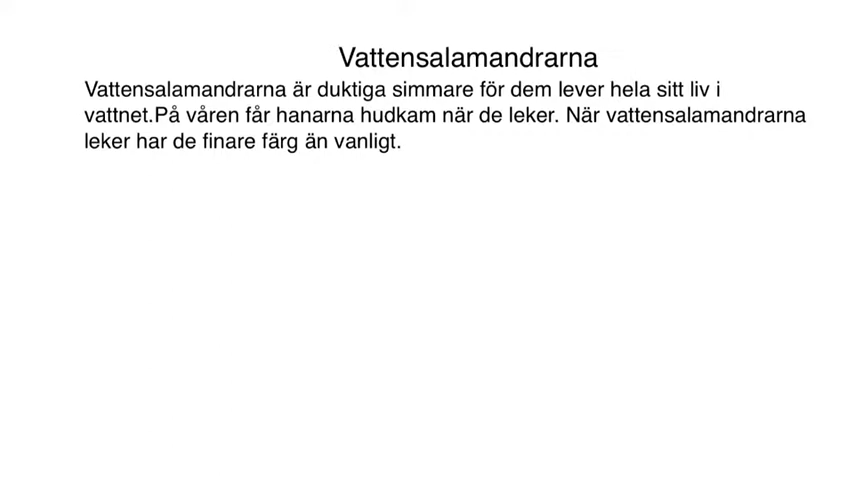 Vattensalamandrarna
Vattensalamandrarna är duktiga simmare för dem lever hela sitt liv i
vattnet.På våren får hanarna hudkam när de leker. När vattensalamandrarna
leker har de finare färg än vanligt.